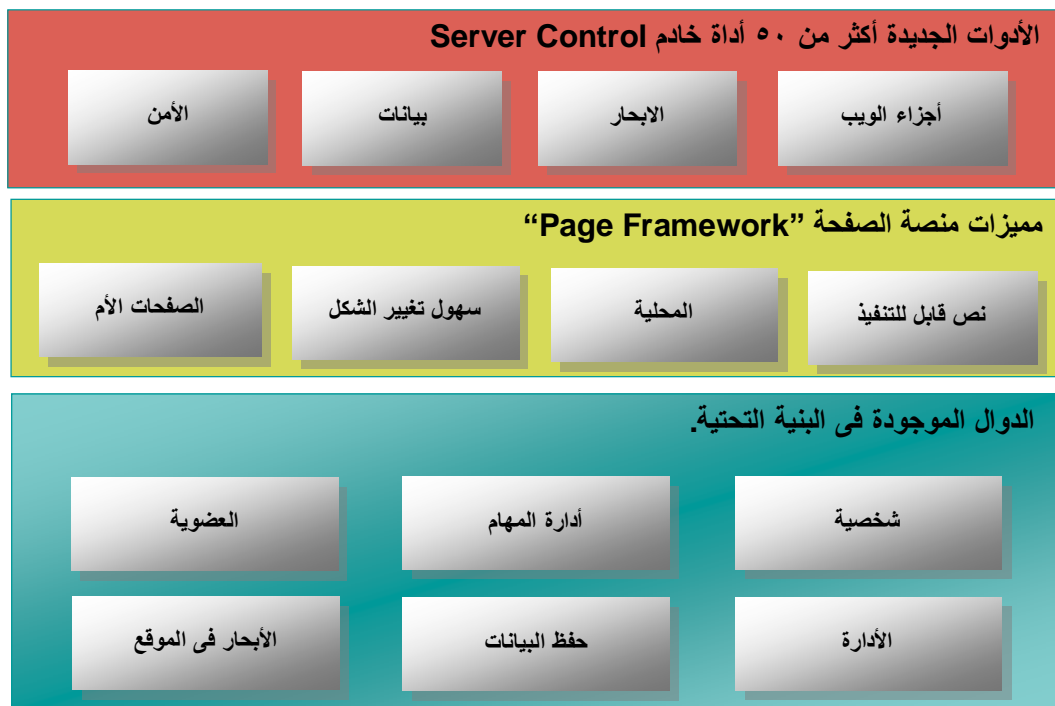 الأدوات الجديدة أكثر من ٥٠ أداة خادم Server Control
أجزاء الويب
الابحار
بيانات
الأمن
مميزات منصة الصفحة “Page Framework”
نص قابل للتنفيذ
المحلية
سهول تغيير الشكل
الصفحات الأم
الدوال الموجودة فى البنية التحتية.
شخصية
أدارة المهام
العضوية
الأدارة
حفظ البيانات
الأبحار فى الموقع